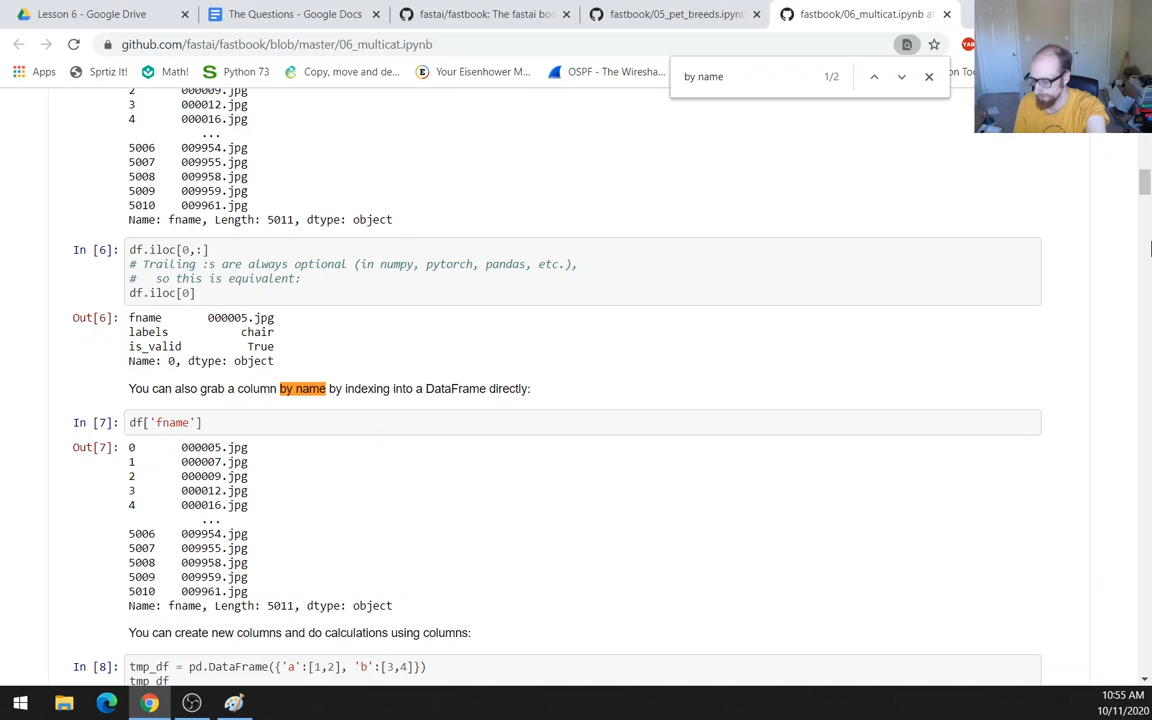 Lesson 6 - Google Drive
The Questions - Google Docs
fastai/fastbook: The fastai boo
fastbook/05_pet_breeds.ipynb
fastbook/06_multicat.ipynb at
github.com/fastai/fastbook/blob/master/06_multicat.ipynb
Apps
Sprtiz It!
Math!
Python 73
Copy, move and de...
Your Eisenhower M...
OSPF - The Wiresha...
by name
1/2
2 000009.jpg
3 000012.jpg
4 000016.jpg
...
5006 009954.jpg
5007 009955.jpg
5008 009958.jpg
5009 009959.jpg
5010 009961.jpg
Name: fname, Length: 5011, dtype: object
In [6]: df.iloc[0,:]
# Trailing :s are always optional (in numpy, pytorch, pandas, etc.),
# so this is equivalent:
df.iloc[0]
Out[6]: fname 000005.jpg
labels chair
is_valid True
Name: 0, dtype: object
You can also grab a column by name by indexing into a DataFrame directly:
In [7]: df['fname']
Out[7]: 0 000005.jpg
1 000007.jpg
2 000009.jpg
3 000012.jpg
4 000016.jpg
...
5006 009954.jpg
5007 009955.jpg
5008 009958.jpg
5009 009959.jpg
5010 009961.jpg
Name: fname, Length: 5011, dtype: object
You can create new columns and do calculations using columns:
In [8]: tmp_df = pd.DataFrame({'a':[1,2], 'b':[3,4]})
tmp_df
10:55 AM
10/11/2020